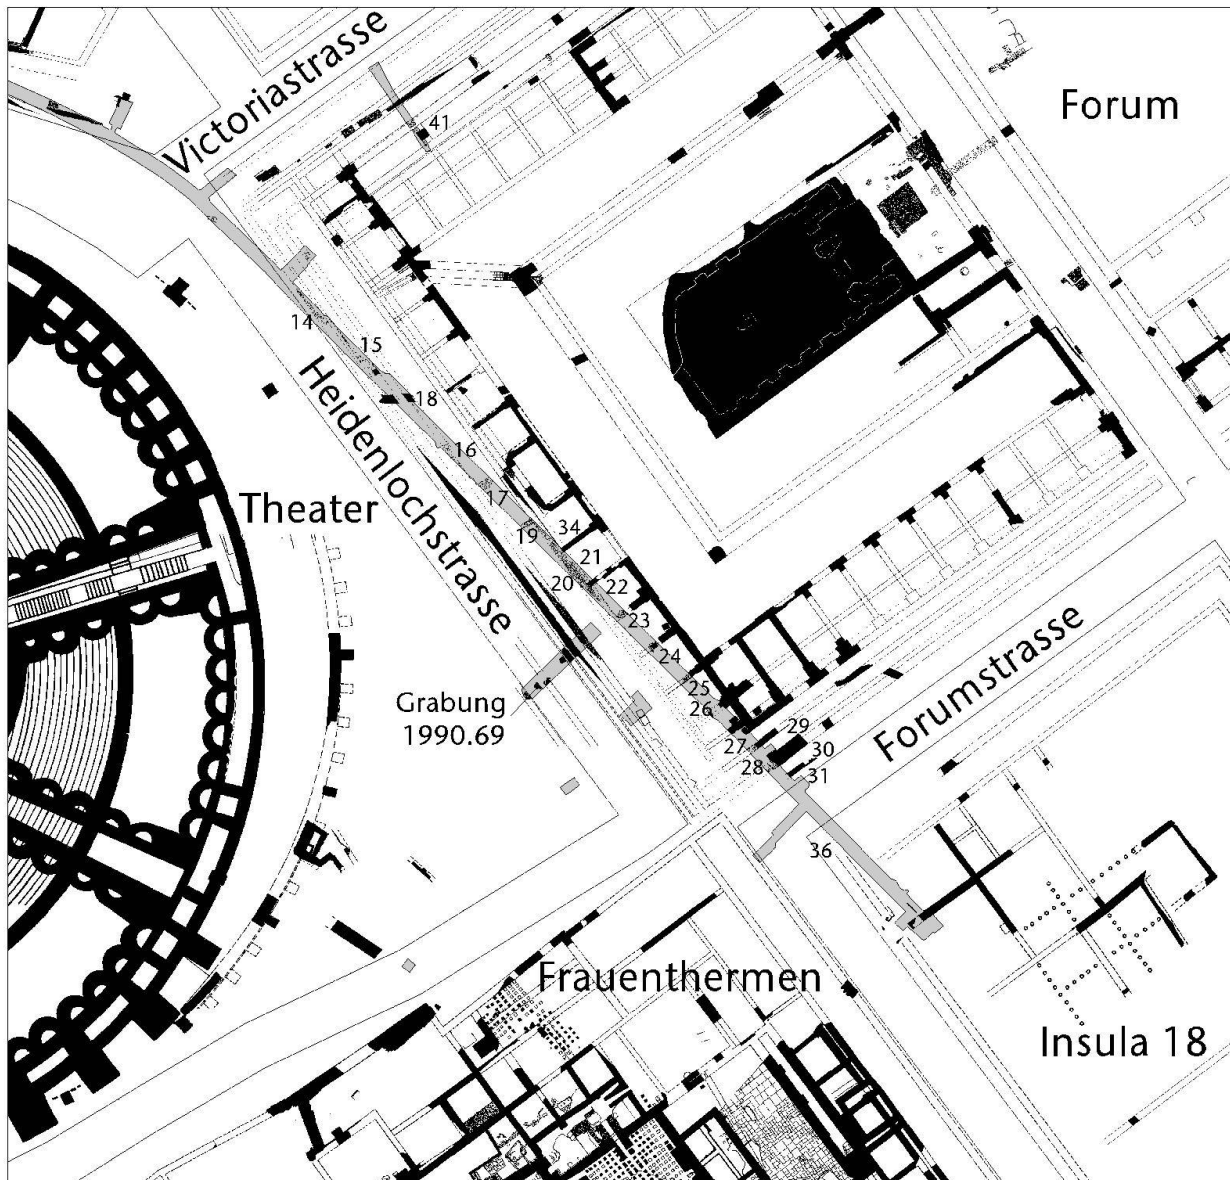 Victoriastrasse
Forum
41
14
15
Heidenlochstrasse
18
16
Theater
17
19
34
21
20
22
23
24
Grabung
1990.69
25
26
27
28
29
30
31
Forumstrasse
36
Frauenthermen
Insula 18